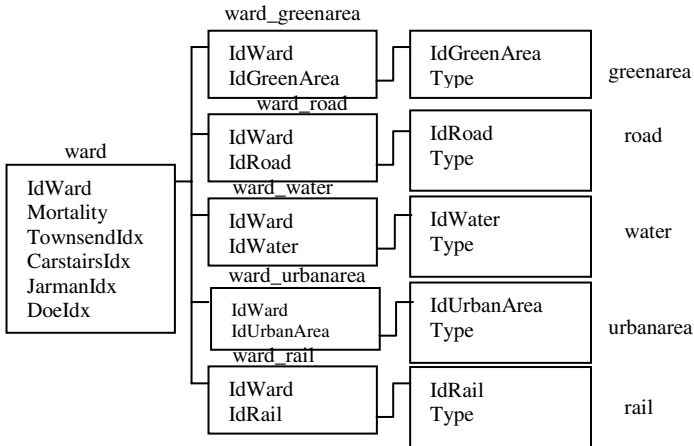 ward_greenarea
IdWard
IdGreenArea
IdGreenArea
Type
greenarea
ward_road
IdWard
IdRoad
IdRoad
Type
road
ward
IdWard
Mortality
TownsendIdx
CarstairsIdx
JarmanIdx
DoeIdx
ward_water
IdWard
IdWater
IdWater
Type
water
ward_urbanarea
IdWard
IdUrbanArea
IdUrbanArea
Type
urbanarea
ward_rail
IdWard
IdRail
IdRail
Type
rail